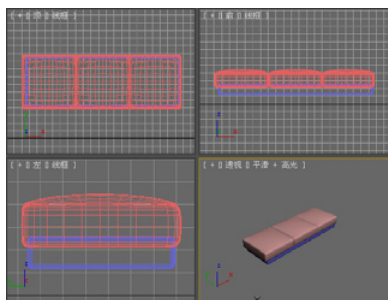 [ + [] 顶 [] 线框 ]
[ + [] 前 [] 线框 ]
[ + [] 左 [] 线框 ]
[ + [] 透视 [] 平滑 + 高光 ]